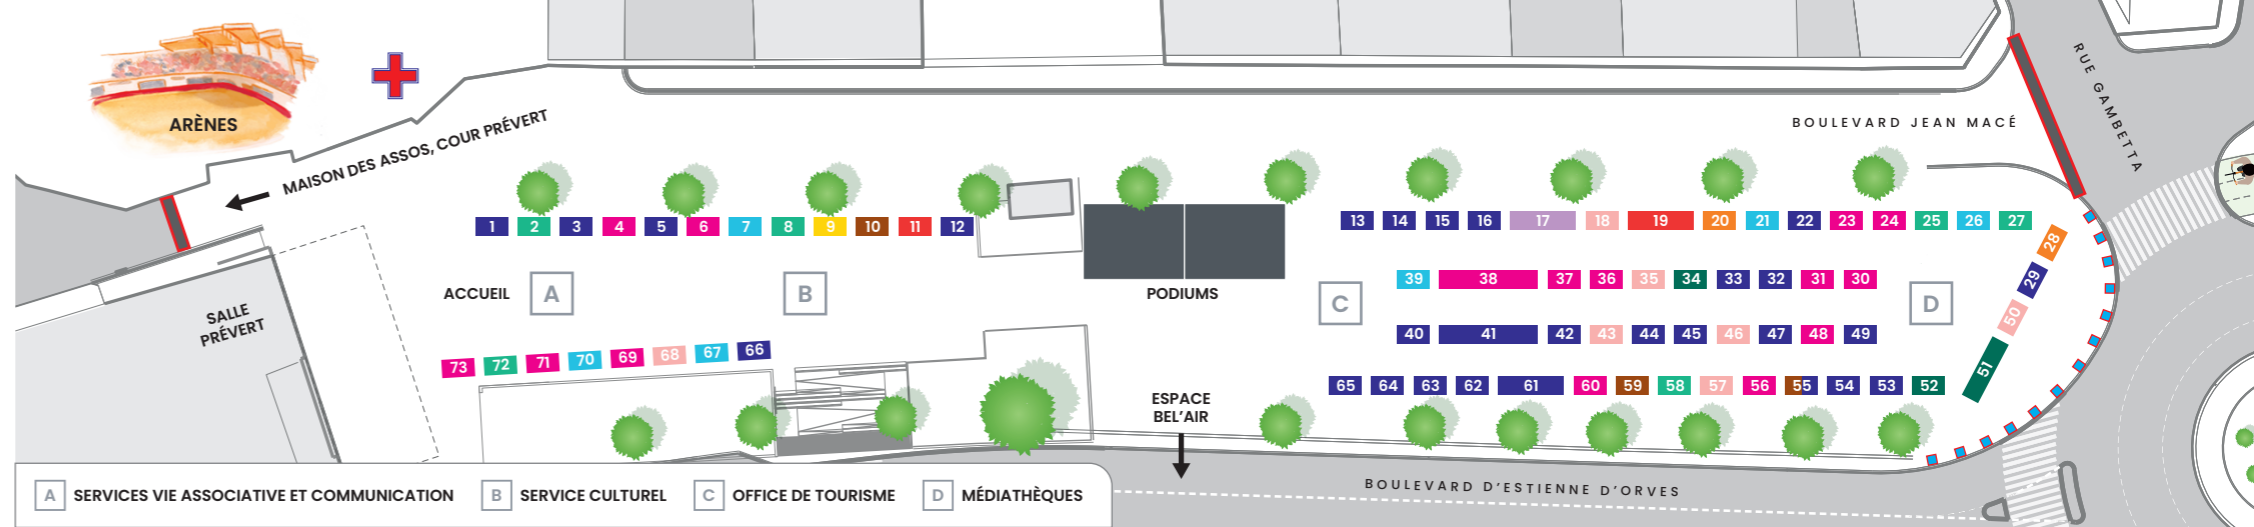 ARÈNES
MAISON DES ASSOS, COUR PRÉVERT
BOULEVARD JEAN MACÉ
RUE GAMBETTA
1 2 3 4 5 6 7 8 9 10 11 12
13 14 15 16 17 18 19 20 21 22 23 24 25 26 27
28
29
50
51
39 38 37 36 35 34 33 32 31 30
ACCUEIL A
B
PODIUMS
C
D
SALLE
PRÉVERT
40 41 42 43 44 45 46 47 48 49
73 72 71 70 69 68 67 66
65 64 63 62 61 60 59 58 57 56 55 54 53 52
ESPACE
BEL'AIR
BOULEVARD D'ESTIENNE D'ORVES
A SERVICES VIE ASSOCIATIVE ET COMMUNICATION B SERVICE CULTUREL C OFFICE DE TOURISME D MÉDIATHÈQUES